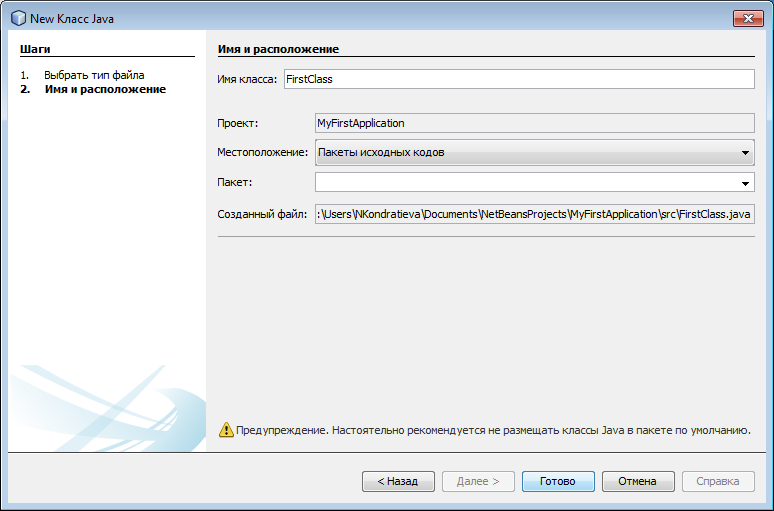 New Класс Java
Шаги
1. Выбрать тип файла
2. Имя и расположение
Имя и расположение
Имя класса: FirstClass
Проект: MyFirstApplication
Местоположение: Пакеты исходных кодов
Пакет:
Созданный файл: :\Users\NKondratieva\Documents\NetBeansProjects\MyFirstApplication\src\FirstClass.java
Предупреждение. Настоятельно рекомендуется не размещать классы Java в пакете по умолчанию.
< Назад Далее > Готово Отмена Справка